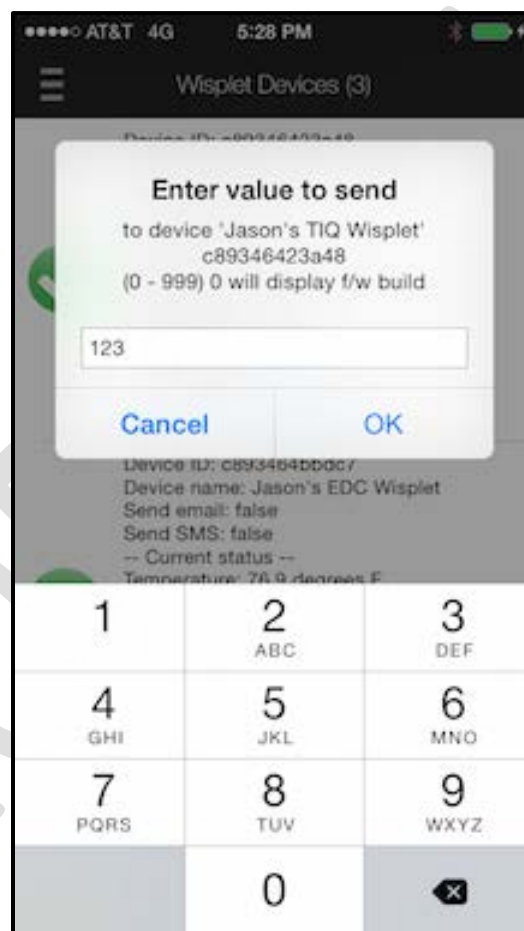 AT&T 4G 5:28 PM
Wisplet Devices (3)
Device ID: c89346423a48
Enter value to send
to device 'Jason's TIQ Wisplet'
c89346423a48
(0 - 999) 0 will display f/w build
123
Cancel OK
Device ID: c893464bbdc7
Device name: Jason's EDC Wisplet
Send email: false
Send SMS: false
-- Current status --
Temperature: 76.9 degrees F
1 2 3
ABC DEF
4 5 6
GHI JKL MNO
7 8 9
PQRS TUV WXYZ
0